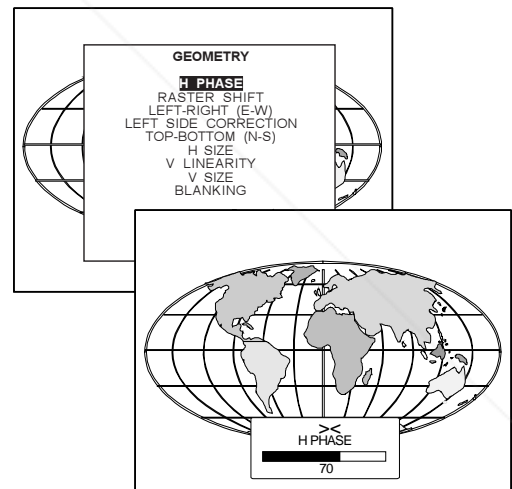 GEOMETRY
H PHASE
RASTER SHIFT
LEFT-RIGHT (E-W)
LEFT SIDE CORRECTION
TOP-BOTTOM (N-S)
H SIZE
V LINEARITY
V SIZE
BLANKING
><
H PHASE
70